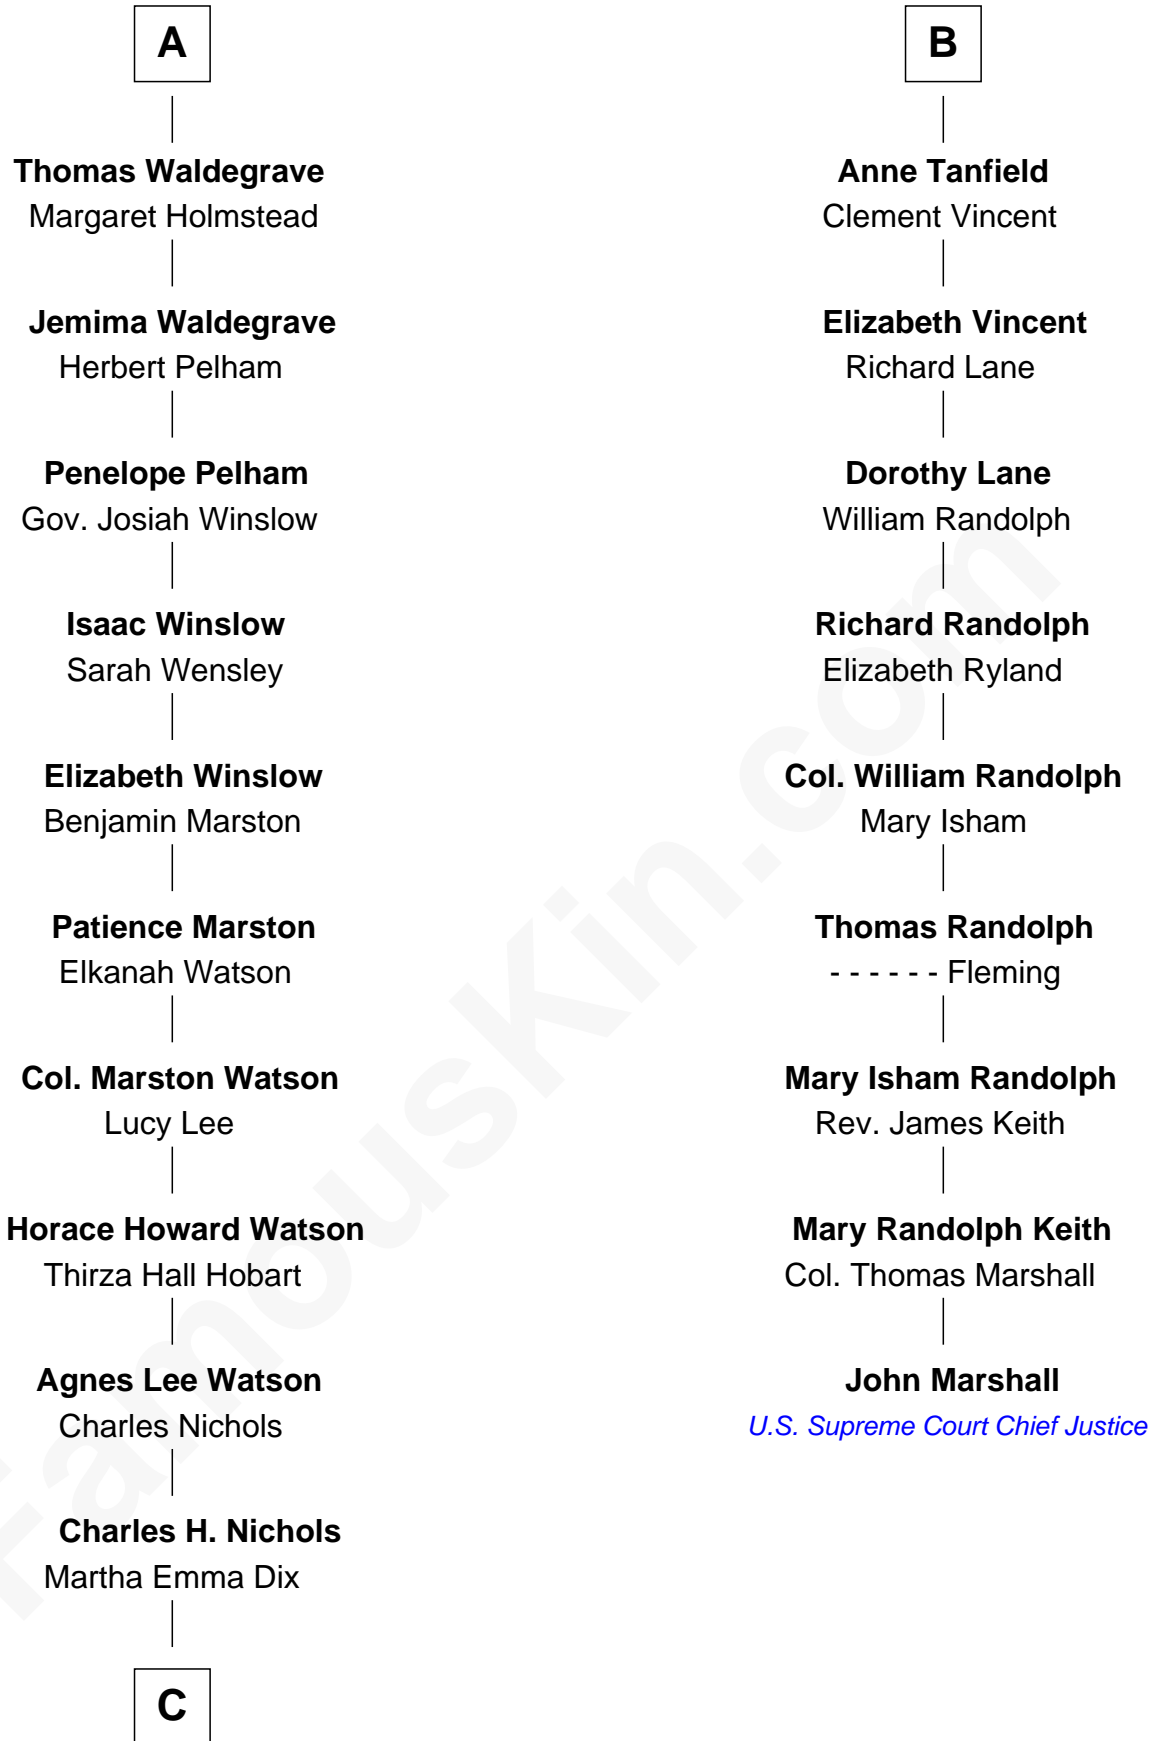 A
Thomas Waldegrave
Margaret Holmstead
Jemima Waldegrave
Herbert Pelham
Penelope Pelham
Gov. Josiah Winslow
Isaac Winslow
Sarah Wensley
Elizabeth Winslow
Benjamin Marston
Patience Marston
Elkanah Watson
Col. Marston Watson
Lucy Lee
Horace Howard Watson
Thirza Hall Hobart
Agnes Lee Watson
Charles Nichols
Charles H. Nichols
Martha Emma Dix
C
B
Anne Tanfield
Clement Vincent
Elizabeth Vincent
Richard Lane
Dorothy Lane
William Randolph
Richard Randolph
Elizabeth Ryland
Col. William Randolph
Mary Isham
Thomas Randolph
- - - - - - Fleming
Mary Isham Randolph
Rev. James Keith
Mary Randolph Keith
Col. Thomas Marshall
John Marshall
U.S. Supreme Court Chief Justice
FamousKin.com